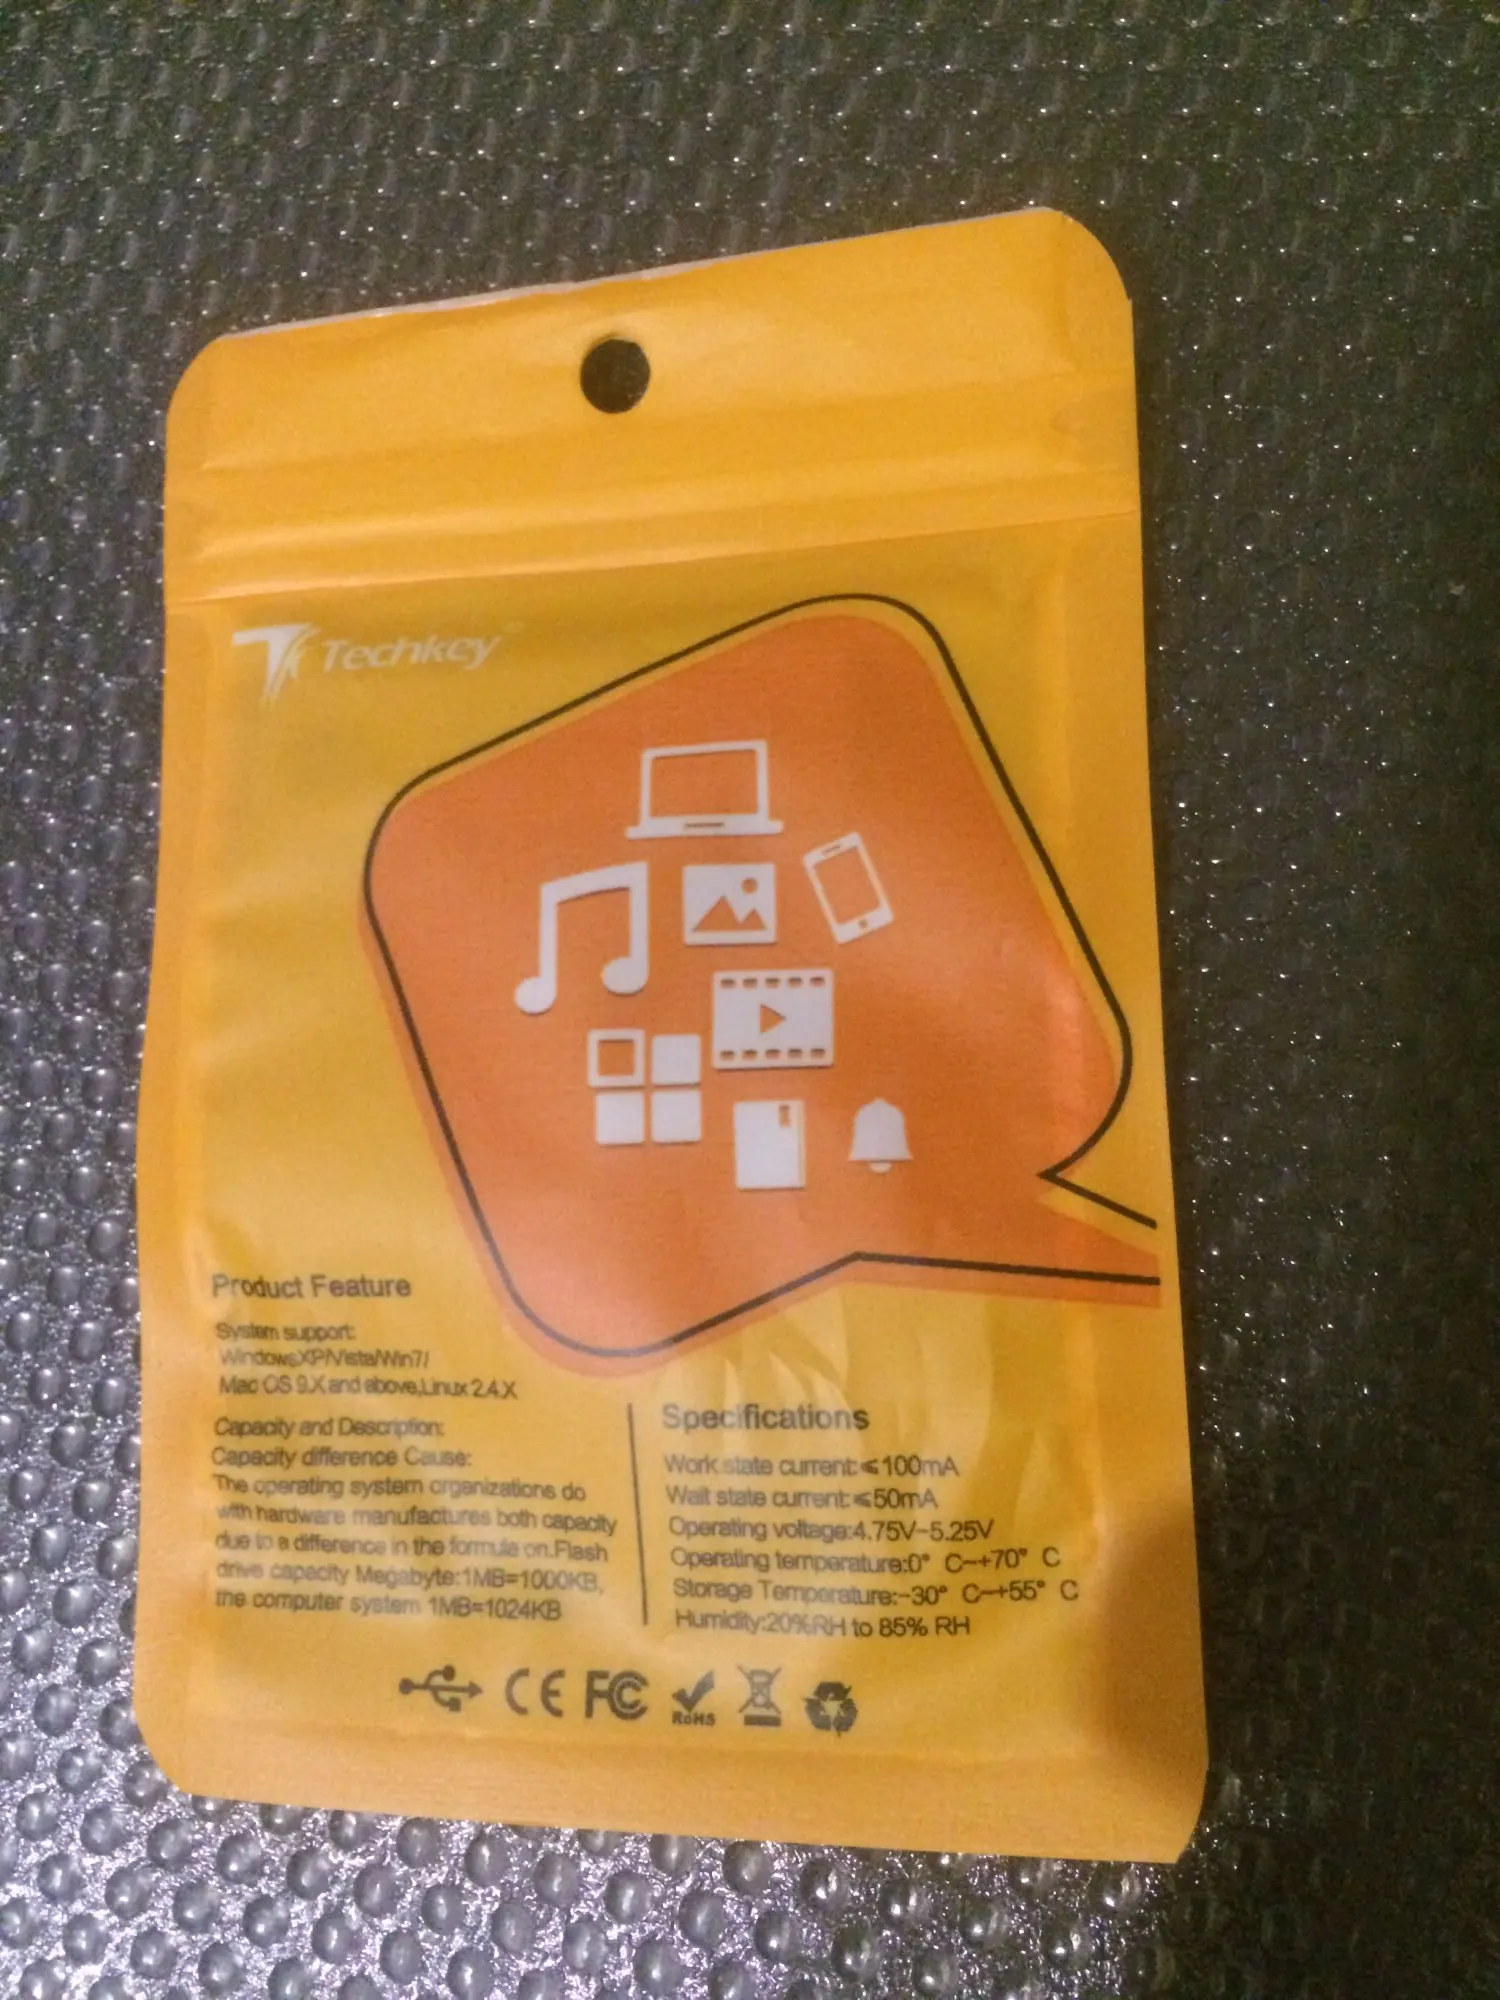 Techkey
Product Feature
System support:
WindowsXP/Vista/Win7/
Mac OS 9.X and above,Linux 2.4.X
Capacity and Description:
Capacity difference Cause:
The operating system organizations do
with hardware manufactures both capacity
due to a difference in the formula on.Flash
drive capacity Megabyte:1MB=1000KB,
the computer system 1MB=1024KB
Specifications
Work state current:≤100mA
Wait state current:≤50mA
Operating voltage:4.75V-5.25V
Operating temperature:0° C~+70° C
Storage Temperature:-30° C~+55° C
Humidity:20%RH to 85% RH
CE FC RoHS